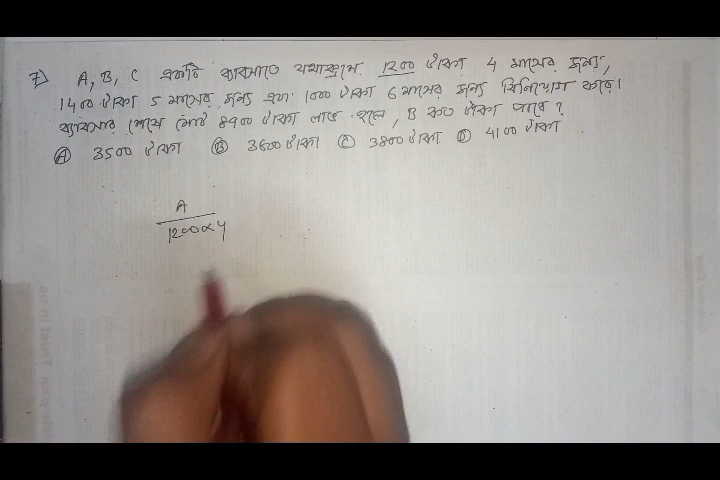 7) A, B, C একটি ব্যবসাতে যথাক্রমে 1200 টাকা 4 মাসের জন্য,
1400 টাকা 5 মাসের জন্য এবং 1000 টাকা 6 মাসের জন্য বিনিয়োগ করে।
ব্যাবসার শেষে মোট 8900 টাকা লাভ হলে, B কত টাকা পাবে ?
Ⓐ 3500 টাকা Ⓑ 3600 টাকা Ⓒ 3800 টাকা Ⓓ 4100 টাকা
A
1200×4